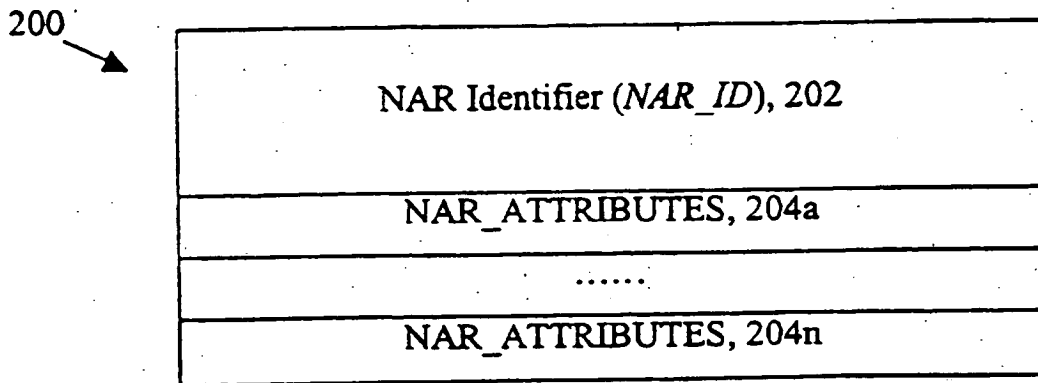 200
NAR Identifier (NAR_ID), 202
NAR_ATTRIBUTES, 204a
......
NAR_ATTRIBUTES, 204n